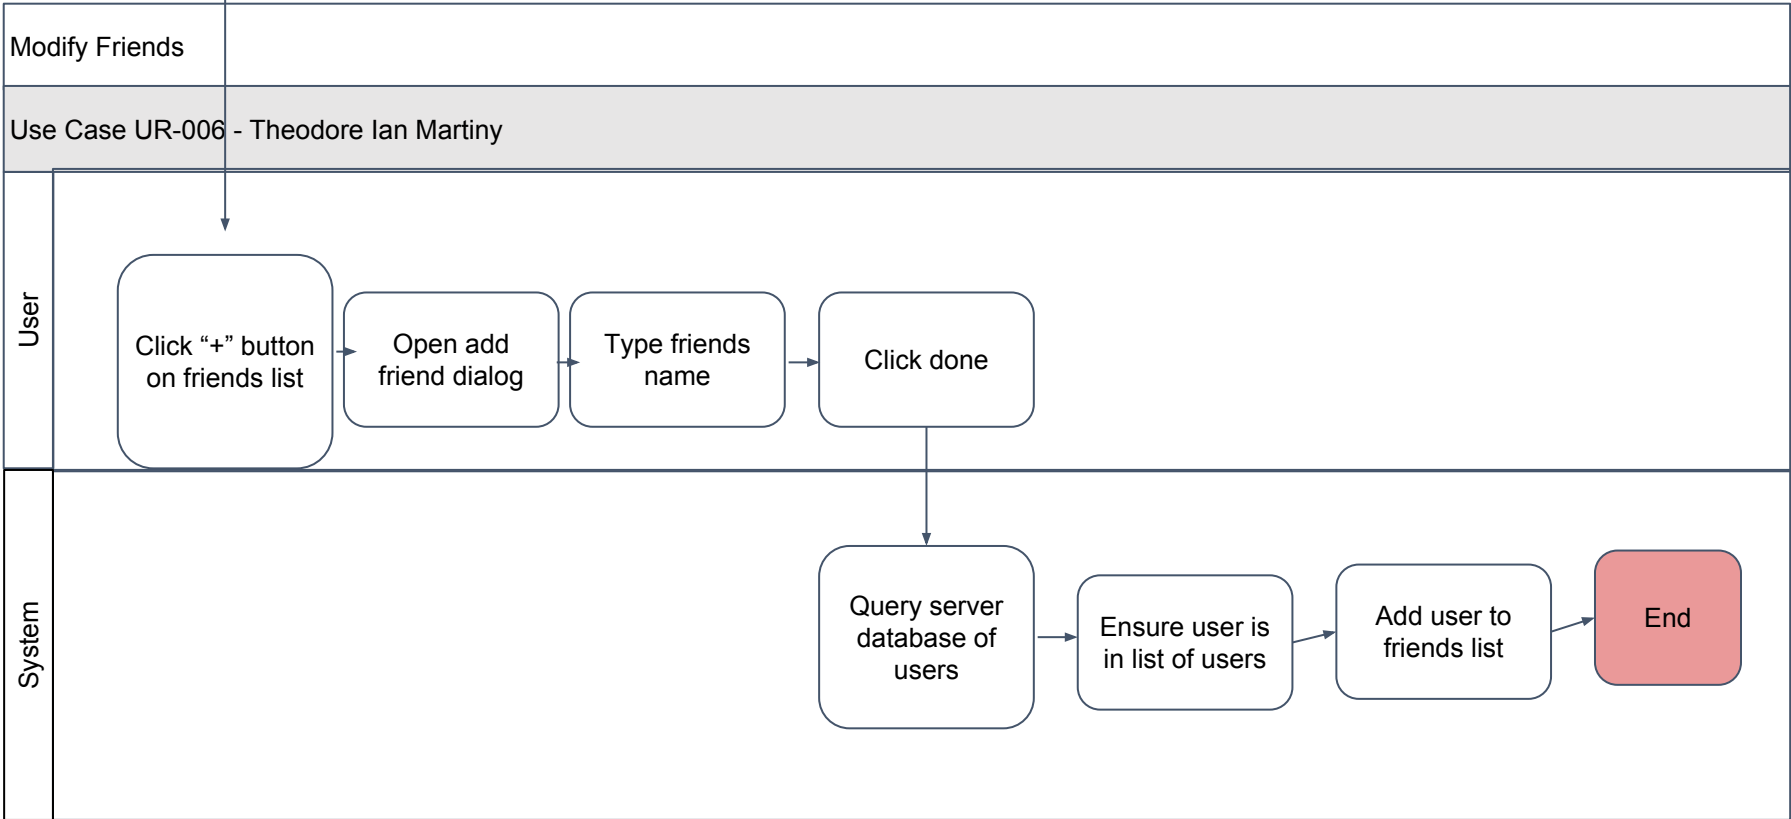 Modify Friends
Use Case UR-006 - Theodore Ian Martiny
User
Click “+” button
on friends list
Open add
friend dialog
Type friends
name
Click done
System
Query server
database of
users
Ensure user is
in list of users
Add user to
friends list
End